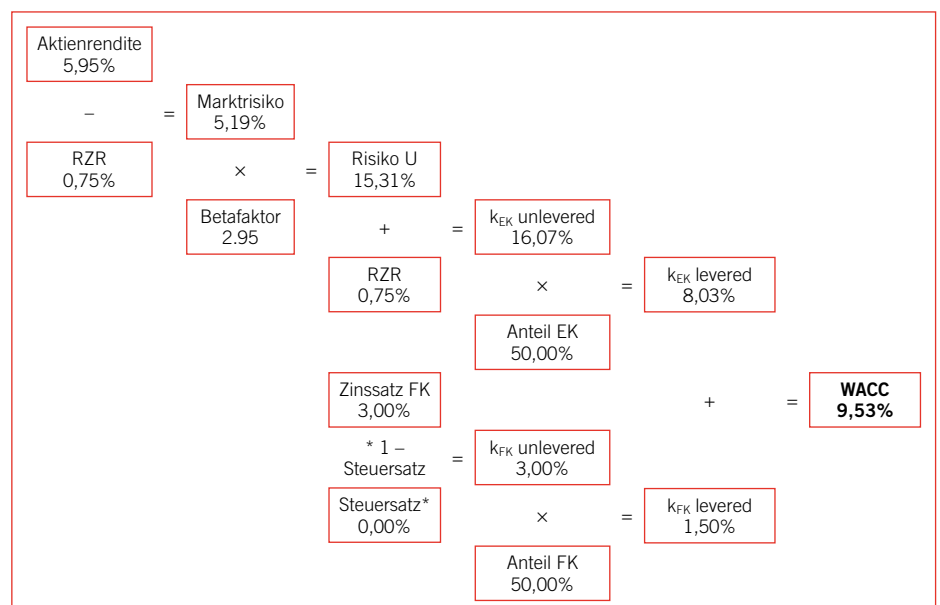 Aktienrendite
5,95%
–
=
Marktrisiko
5,19%
RZR
0,75%
×
=
Risiko U
15,31%
Betafaktor
2.95
+
=
kEK unlevered
16,07%
RZR
0,75%
×
=
kEK levered
8,03%
Anteil EK
50,00%
Zinssatz FK
3,00%
+
=
WACC
9,53%
* 1 –
Steuersatz
=
kFK unlevered
3,00%
Steuersatz*
0,00%
×
=
kFK levered
1,50%
Anteil FK
50,00%